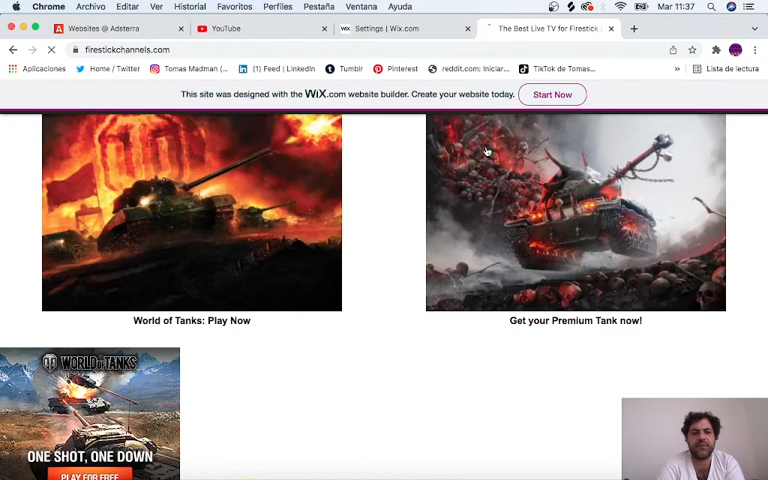 Chrome Archivo Editar Ver Historial Favoritos Perfiles Pestaña Ventana Ayuda Mar 11:37
Websites @ Adsterra YouTube WIX Settings | Wix.com The Best Live TV for Firestick |
firestickchannels.com
Aplicaciones Home / Twitter Tomas Madman (... (1) Feed | LinkedIn Tumblr Pinterest reddit.com: Iniciar... TikTok de Tomas... » Lista de lectura
This site was designed with the WiX.com website builder. Create your website today. Start Now
World of Tanks: Play Now Get your Premium Tank now!
WORLD OF TANKS
ONE SHOT, ONE DOWN
PLAY FOR FREE